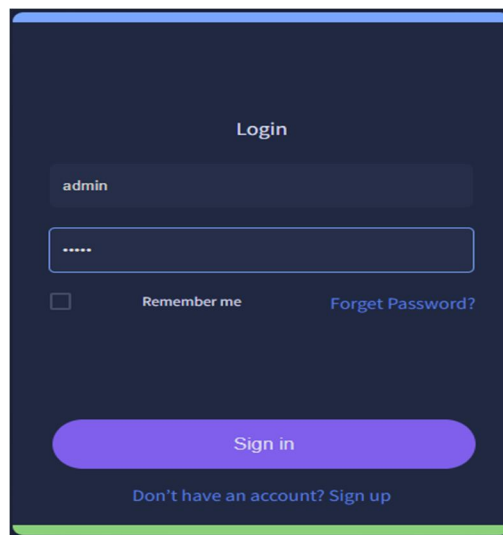 Login
admin
•••••
Remember me Forget Password?
Sign in
Don't have an account? Sign up